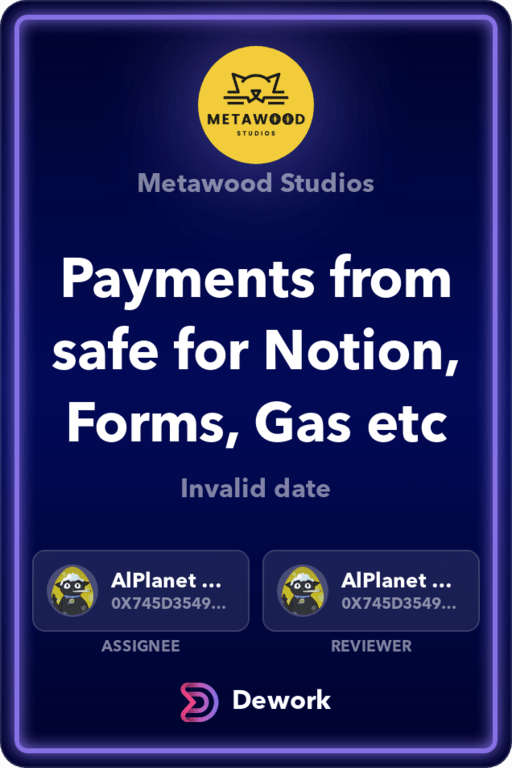 METAWOOD
STUDIOS
Metawood Studios
Payments from
safe for Notion,
Forms, Gas etc
Invalid date
AlPlanet ...
0X745D3549...
AlPlanet ...
0X745D3549...
ASSIGNEE
REVIEWER
Dework